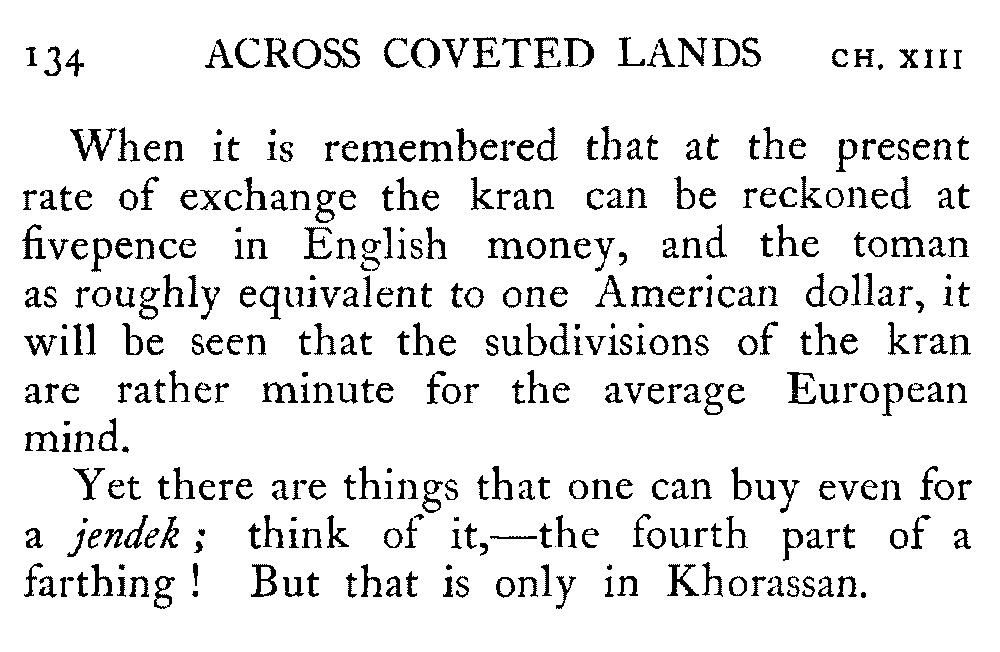 134 ACROSS COVETED LANDS CH. XIII
When it is remembered that at the present
rate of exchange the kran can be reckoned at
fivepence in English money, and the toman
as roughly equivalent to one American dollar, it
will be seen that the subdivisions of the kran
are rather minute for the average European
mind.
Yet there are things that one can buy even for
a jendek ; think of it,—the fourth part of a
farthing ! But that is only in Khorassan.